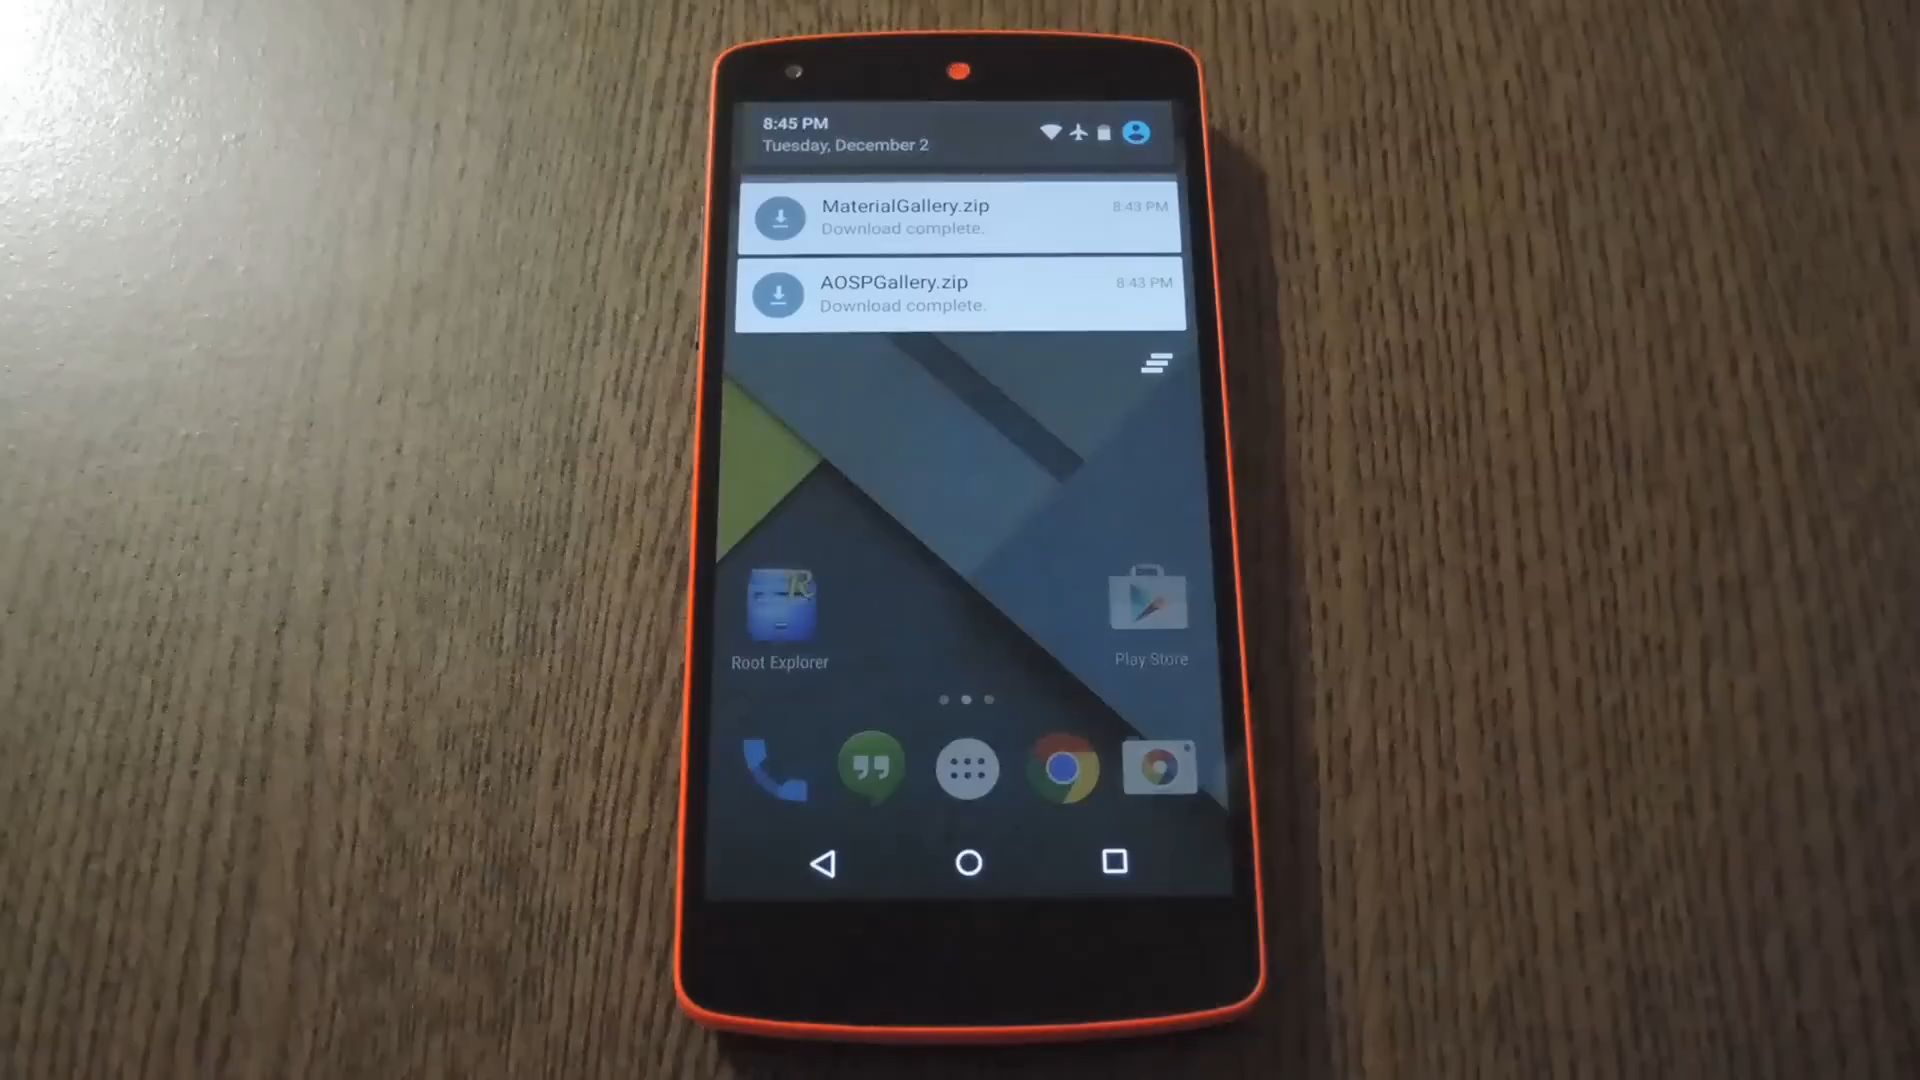 8:45 PM
Tuesday, December 2
MaterialGallery.zip
8:43 PM
Download complete.
AOSPGallery.zip
8:43 PM
Download complete.
R
Root Explorer
Play Store